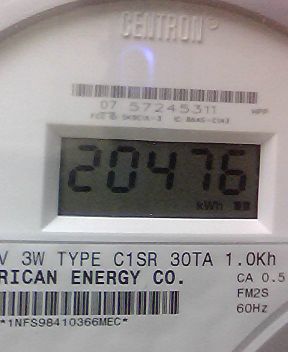 CENTRON®
07 57245311
20476
kWh
V 3W TYPE C1SR 30TA 1.0Kh
RICAN ENERGY CO.
CA 0.5
FM2S
60Hz
*1NFS98410366MEC*